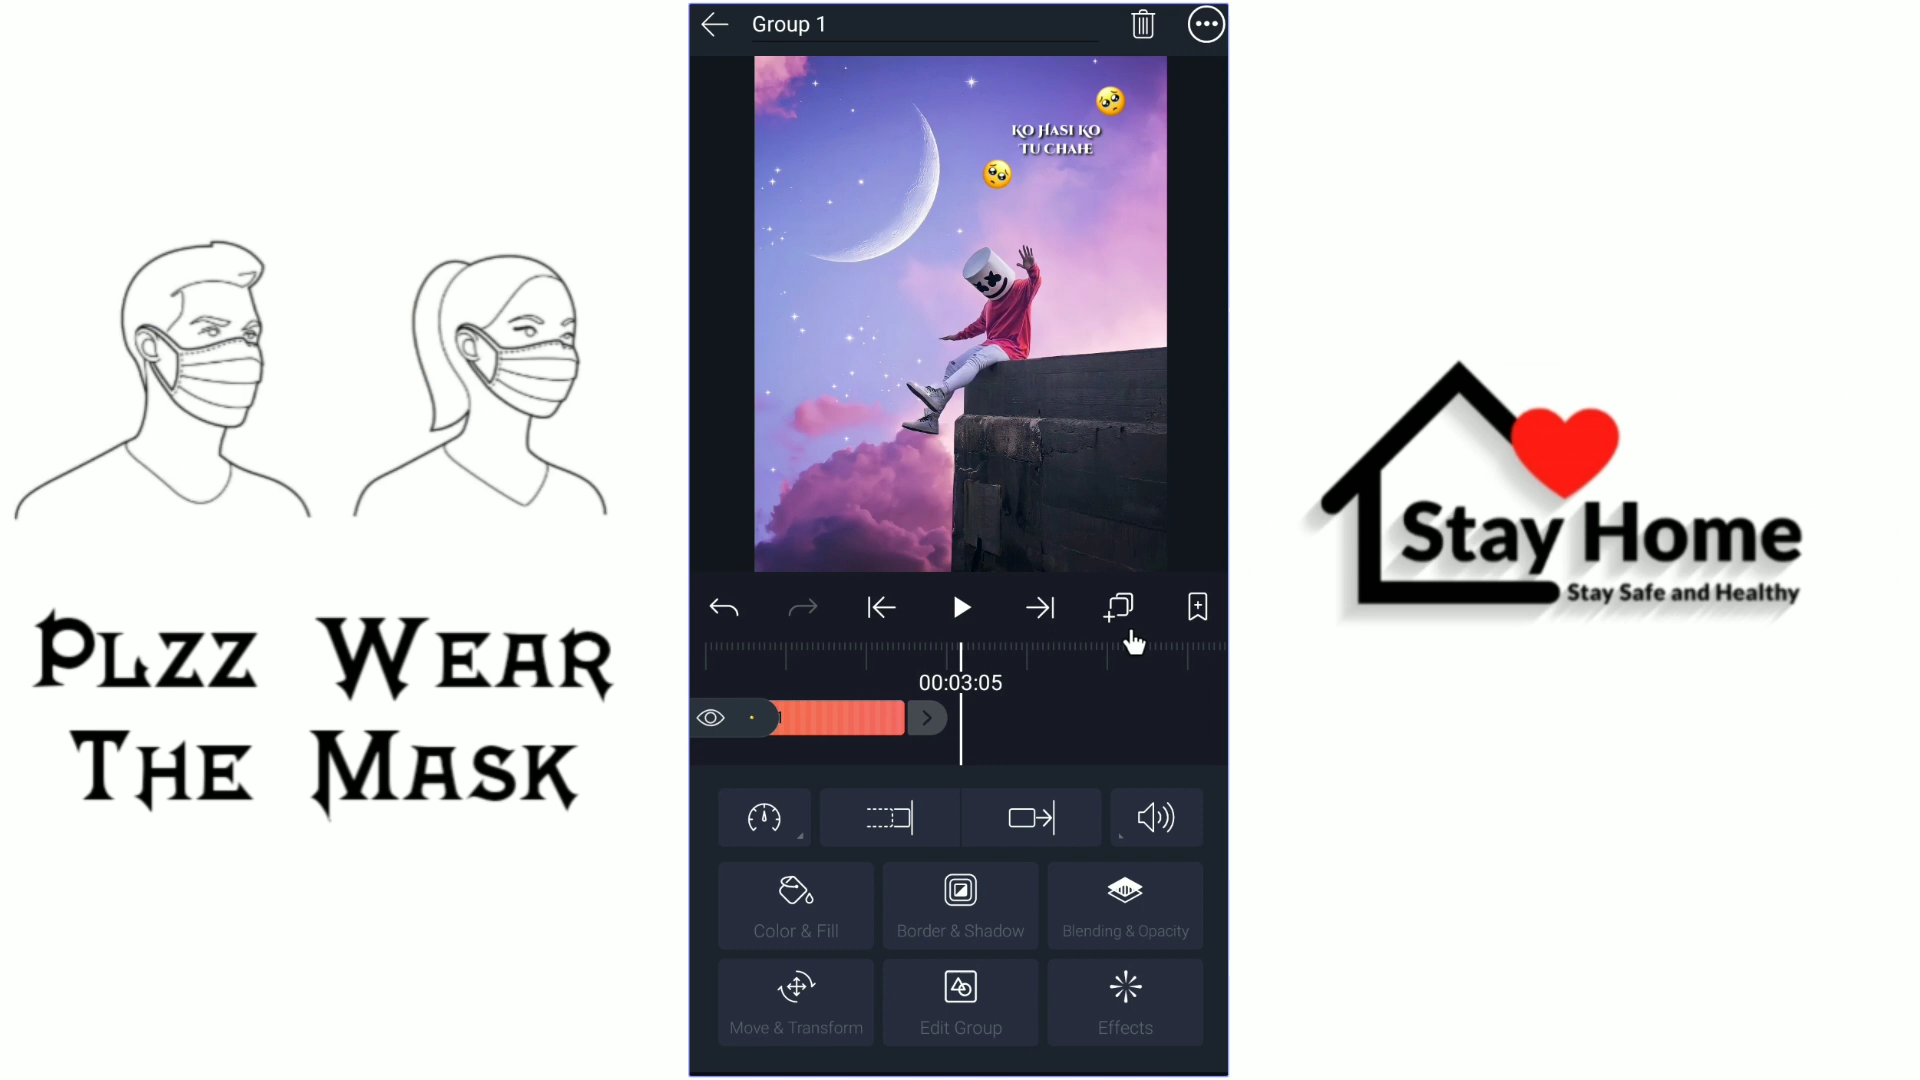 Group 1
KO HASI KO
TU CHAHE
00:03:05
Color & Fill
Border & Shadow
Blending & Opacity
Move & Transform
Edit Group
Effects
PLZZ WEAR
THE MASK
Stay Home
Stay Safe and Healthy